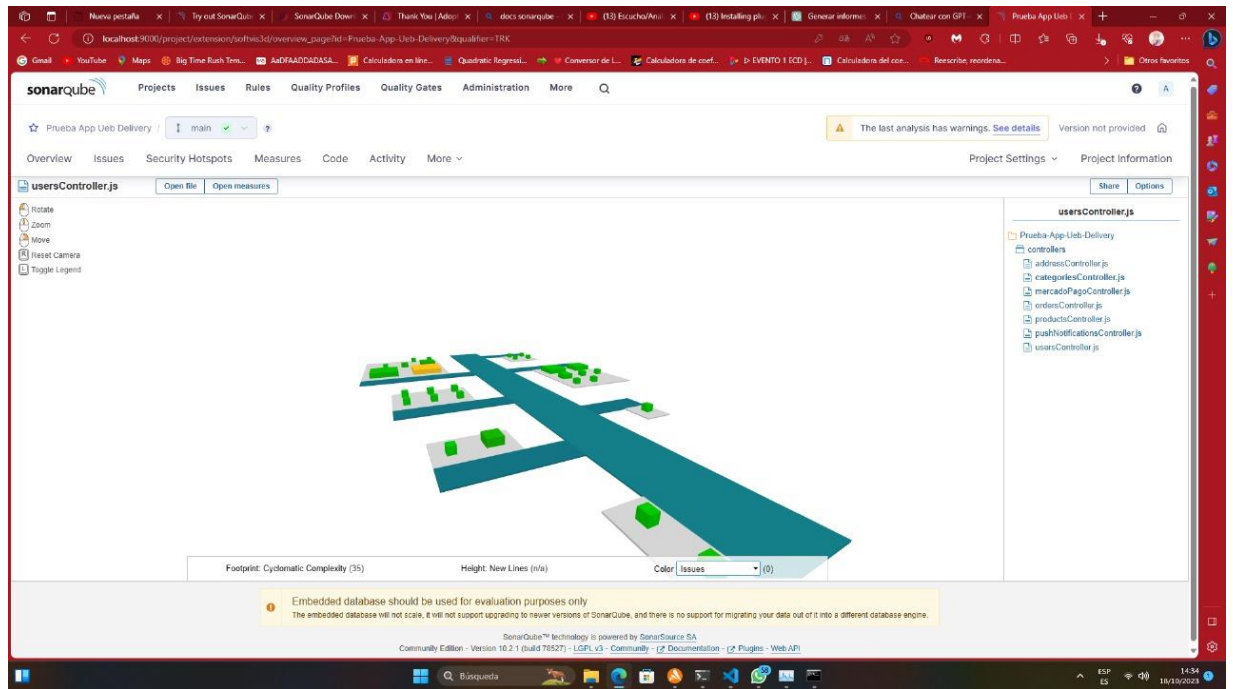 Nueva pestaña
Try out SonarQube
SonarQube Down
Thank You | Adop
docs sonarqube -
(13) Escucho/Anal
(13) Installing plu
Generar informes
Chatear con GPT-
Prueba App Ueb D
localhost:9000/project/extension/softvis3d/overview_page?id=Prueba-App-Ueb-Delivery&qualifier=TRK
Gmail
YouTube
Maps
Big Time Rush Tem...
AaDFAADDADASA...
Calculadora en líne...
Quadratic Regressi...
Conversor de L...
Calculadora de coef...
EVENTO 1 ECD J...
Calculadora del coe...
Reescribe, reordena...
Otros favoritos
sonarqube
Projects Issues Rules Quality Profiles Quality Gates Administration More
A
Prueba App Ueb Delivery / main
The last analysis has warnings. See details Version not provided
Overview Issues Security Hotspots Measures Code Activity More
Project Settings Project Information
usersController.js Open file Open measures
Share Options
Rotate
Zoom
Move
R Reset Camera
L Toggle Legend
usersController.js
Prueba-App-Ueb-Delivery
controllers
addressController.js
categoriesController.js
mercadoPagoController.js
ordersController.js
productsController.js
pushNotificationsController.js
usersController.js
Footprint: Cyclomatic Complexity (35) Height: New Lines (n/a) Color Issues (0)
Embedded database should be used for evaluation purposes only
The embedded database will not scale, it will not support upgrading to newer versions of SonarQube, and there is no support for migrating your data out of it into a different database engine.
SonarQube™ technology is powered by SonarSource SA
Community Edition - Version 10.2.1 (build 78527) - LGPL v3 - Community - Documentation - Plugins - Web API
Búsqueda
ESP
ES
14:34
18/10/2023